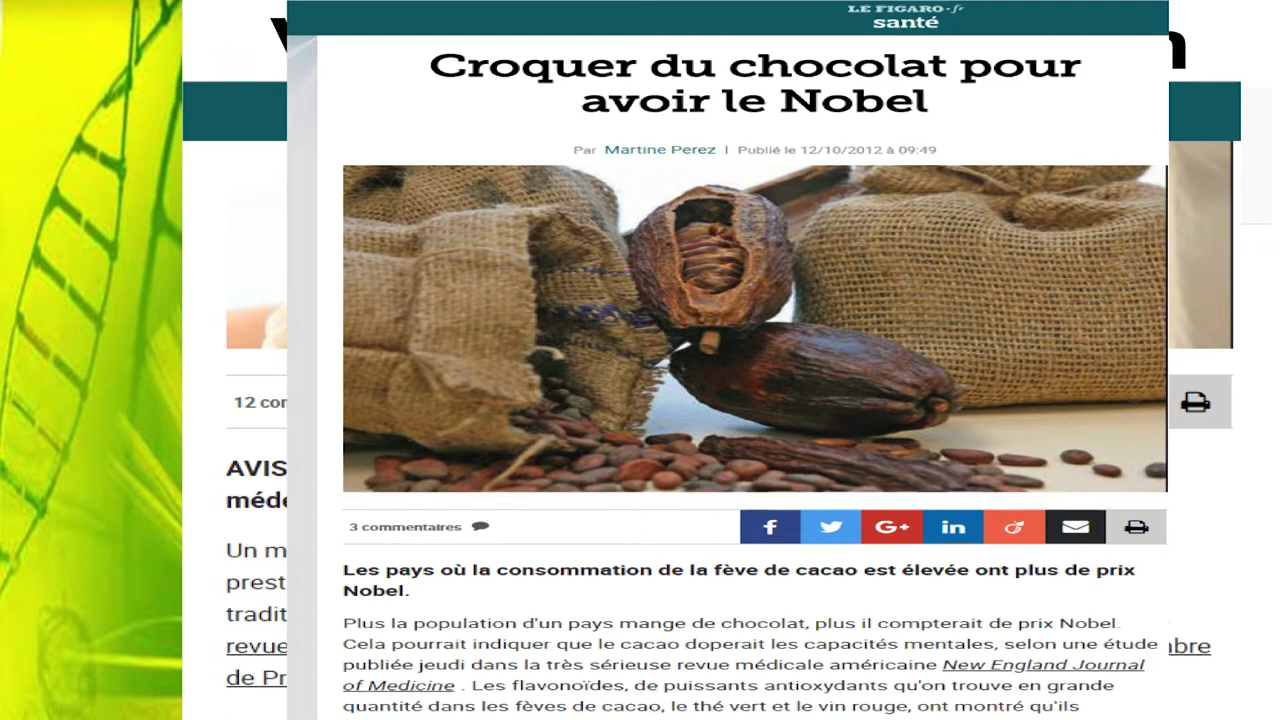 LE FIGARO·fr
santé
Croquer du chocolat pour
avoir le Nobel
Par Martine Perez | Publié le 12/10/2012 à 09:49
3 commentaires
f G+ in
Les pays où la consommation de la fève de cacao est élevée ont plus de prix
Nobel.
Plus la population d'un pays mange de chocolat, plus il compterait de prix Nobel.
Cela pourrait indiquer que le cacao doperait les capacités mentales, selon une étude
publiée jeudi dans la très sérieuse revue médicale américaine New England Journal
of Medicine . Les flavonoïdes, de puissants antioxydants qu'on trouve en grande
quantité dans les fèves de cacao, le thé vert et le vin rouge, ont montré qu'ils
12 con
AVIS
méde
Un m
prest
tradit
revue
de Pr
nbre